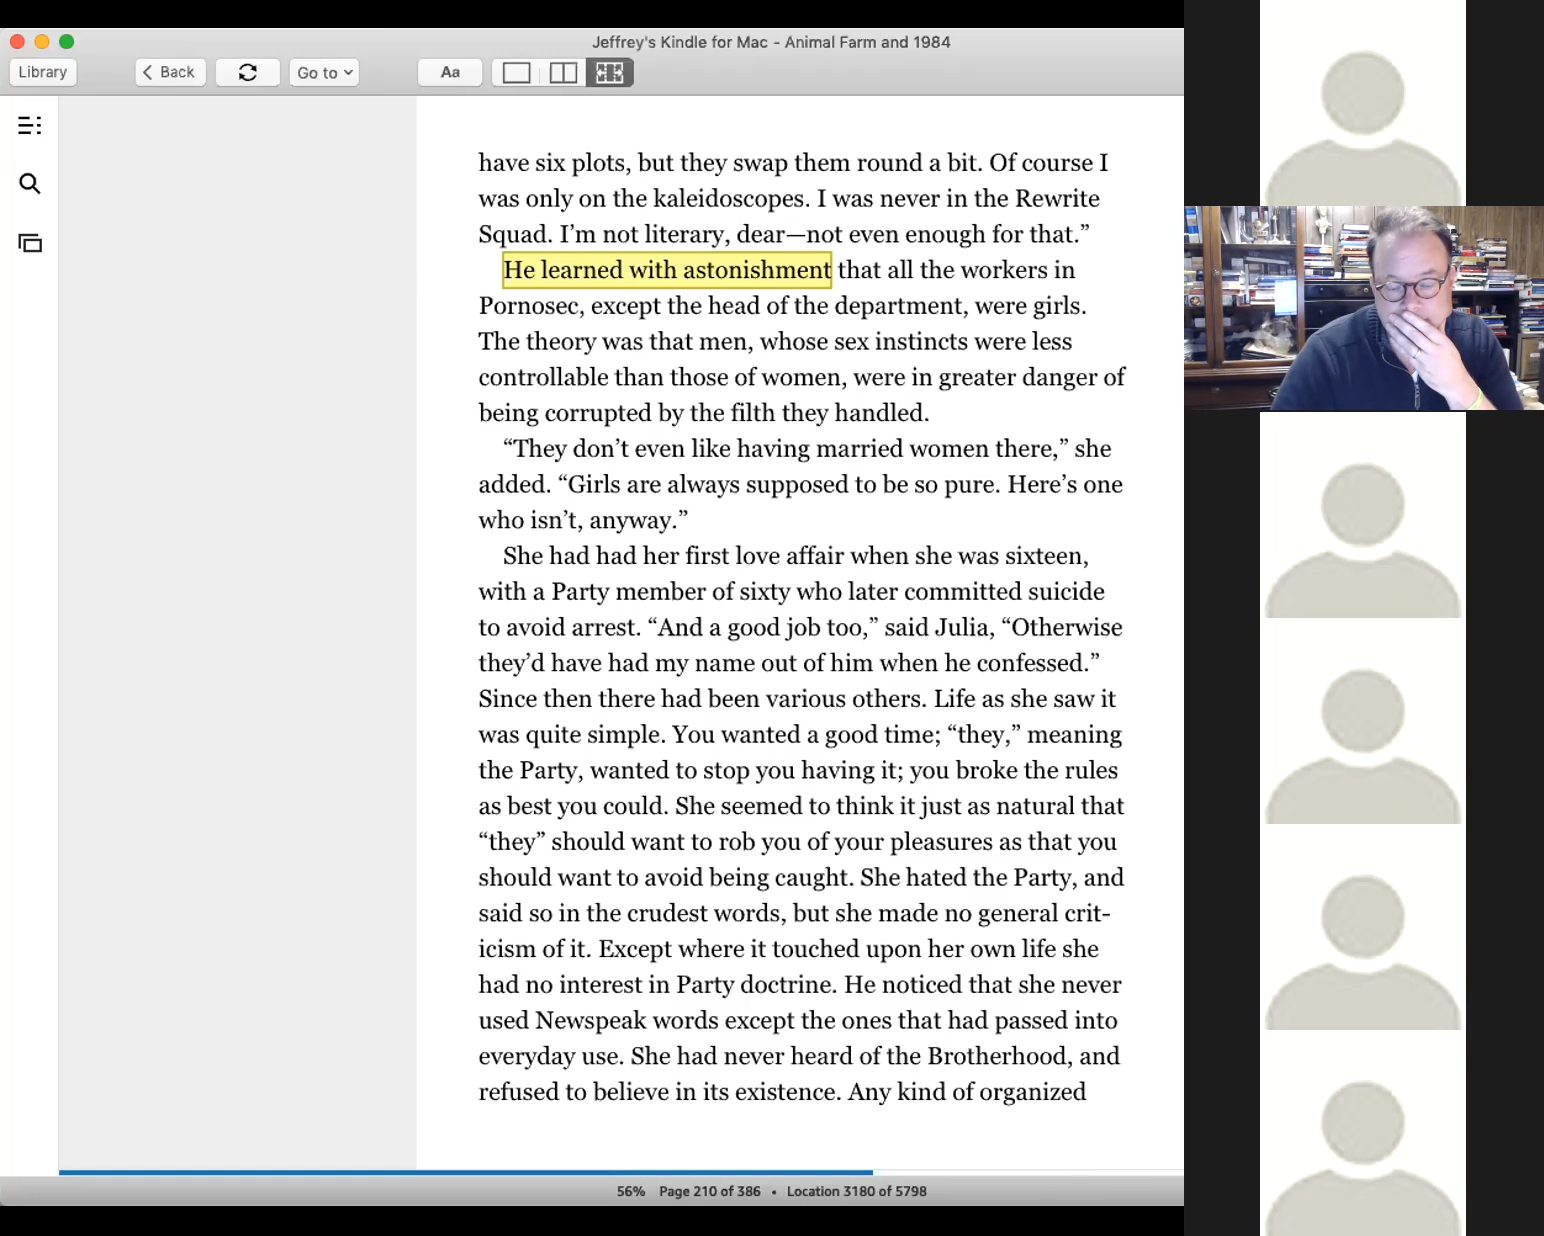 Jeffrey's Kindle for Mac - Animal Farm and 1984
Library
Back
Go to
Aa
have six plots, but they swap them round a bit. Of course I
was only on the kaleidoscopes. I was never in the Rewrite
Squad. I’m not literary, dear—not even enough for that.”
He learned with astonishment that all the workers in
Pornosec, except the head of the department, were girls.
The theory was that men, whose sex instincts were less
controllable than those of women, were in greater danger of
being corrupted by the filth they handled.
“They don’t even like having married women there,” she
added. “Girls are always supposed to be so pure. Here’s one
who isn’t, anyway.”
She had had her first love affair when she was sixteen,
with a Party member of sixty who later committed suicide
to avoid arrest. “And a good job too,” said Julia, “Otherwise
they’d have had my name out of him when he confessed.”
Since then there had been various others. Life as she saw it
was quite simple. You wanted a good time; “they,” meaning
the Party, wanted to stop you having it; you broke the rules
as best you could. She seemed to think it just as natural that
“they” should want to rob you of your pleasures as that you
should want to avoid being caught. She hated the Party, and
said so in the crudest words, but she made no general crit-
icism of it. Except where it touched upon her own life she
had no interest in Party doctrine. He noticed that she never
used Newspeak words except the ones that had passed into
everyday use. She had never heard of the Brotherhood, and
refused to believe in its existence. Any kind of organized
56% Page 210 of 386 • Location 3180 of 5798